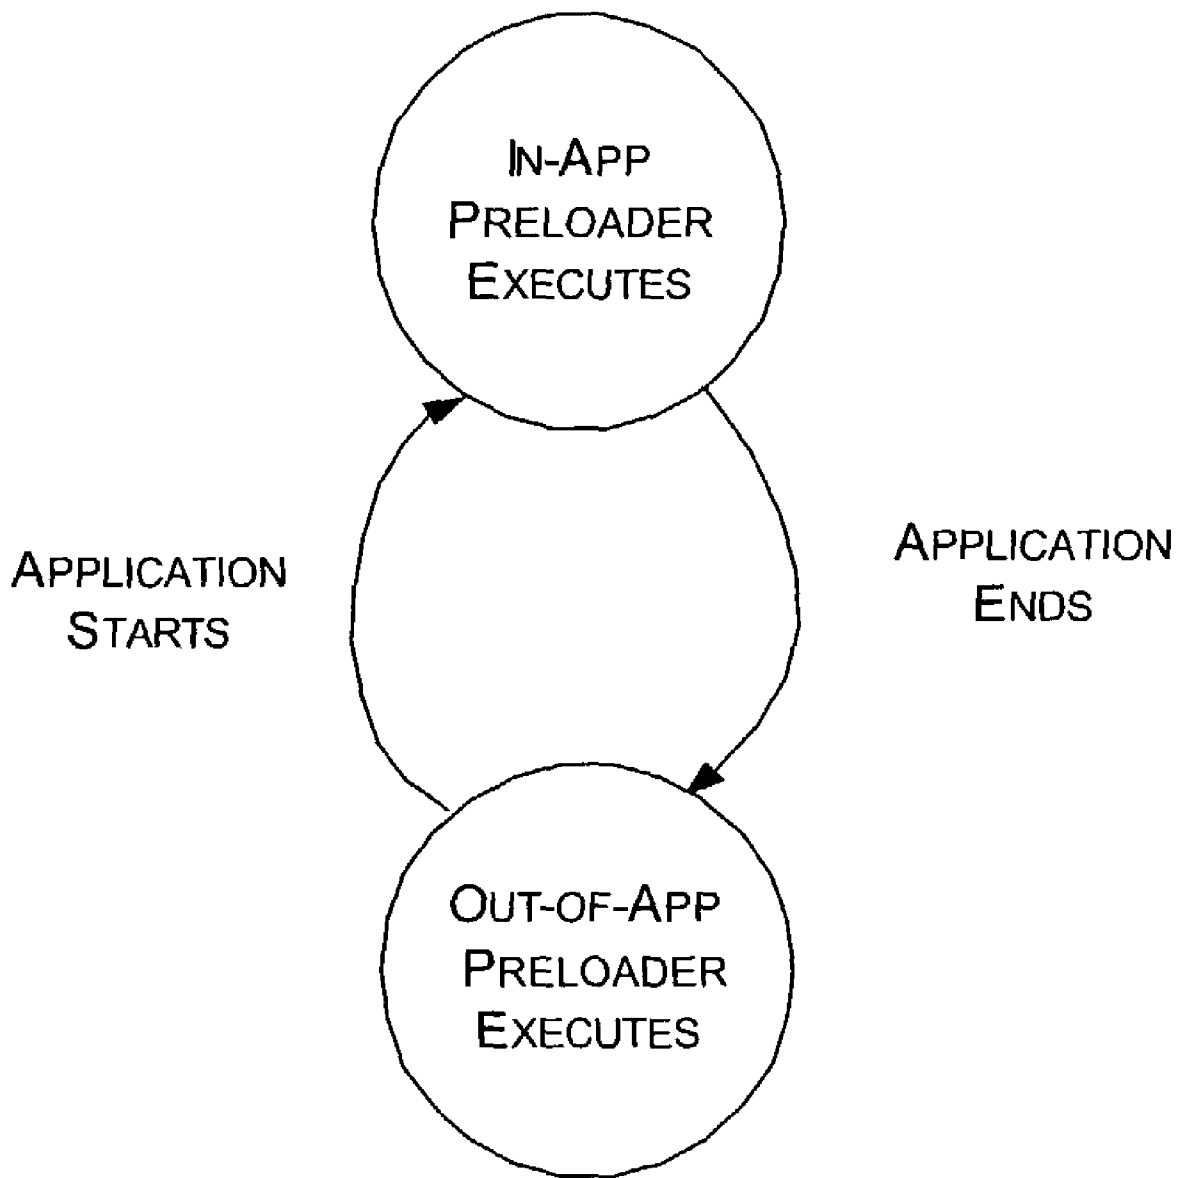 IN-APP
PRELOADER
EXECUTES
APPLICATION
STARTS
APPLICATION
ENDS
OUT-OF-APP
PRELOADER
EXECUTES